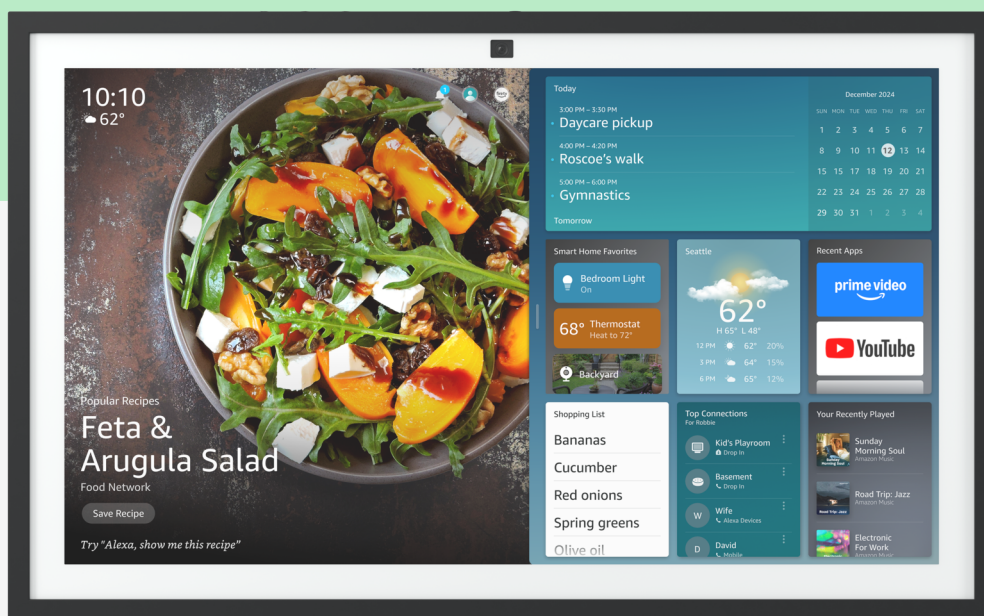 10:10
62°
Popular Recipes
Feta &
Arugula Salad
Food Network
Save Recipe
Try "Alexa, show me this recipe"
Today
3:00 PM – 3:30 PM
Daycare pickup
4:00 PM – 4:20 PM
Roscoe's walk
5:00 PM – 6:00 PM
Gymnastics
Tomorrow
December 2024
SUN MON TUE WED THU FRI SAT
1 2 3 4 5 6 7
8 9 10 11 12 13 14
15 15 17 18 19 20 21
22 23 24 25 26 27 28
29 30 31 1 2 3 4
Smart Home Favorites
Bedroom Light
On
68° Thermostat
Heat to 72°
Backyard
Seattle
62°
H 65° L 48°
12 PM 62° 20%
3 PM 64° 15%
6 PM 65° 12%
Recent Apps
prime video
YouTube
Shopping List
Bananas
Cucumber
Red onions
Spring greens
Olive oil
Top Connections
For Robbie
Kid's Playroom
Drop In
Basement
Drop in
W
Wife
Alexa Devices
D
David
Mobile
Your Recently Played
Sunday
Morning Soul
Amazon Music
Road Trip: Jazz
Amazon Music
Road Trip: Jazz
Electronic
For Work
Amazon Music